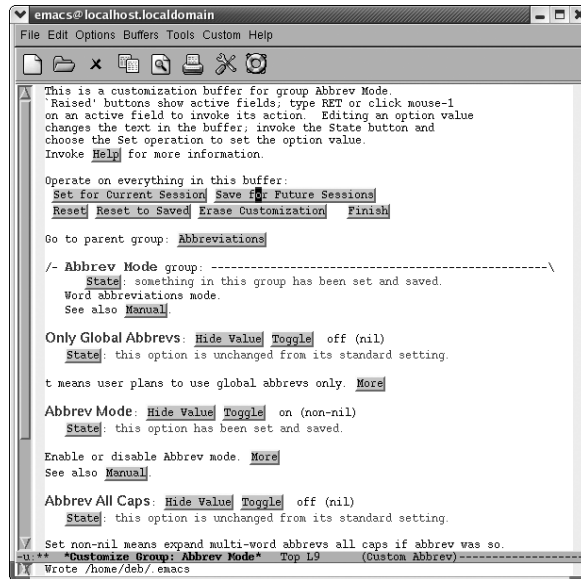 emacs@localhost.localdomain
File Edit Options Buffers Tools Custom Help
This is a customization buffer for group Abbrev Mode.
`Raised' buttons show active fields; type RET or click mouse-1
on an active field to invoke its action.  Editing an option value
changes the text in the buffer; invoke the State button and
choose the Set operation to set the option value.
Invoke Help for more information.
Operate on everything in this buffer:
Set for Current Session Save for Future Sessions
Reset Reset to Saved Erase Customization Finish
Go to parent group: Abbreviations
/- Abbrev Mode group: ----------------------------------------------------\
State: something in this group has been set and saved.
Word abbreviations mode.
See also Manual.
Only Global Abbrevs: Hide Value Toggle off (nil)
State: this option is unchanged from its standard setting.
t means user plans to use global abbrevs only. More
Abbrev Mode: Hide Value Toggle on (non-nil)
State: this option has been set and saved.
Enable or disable Abbrev mode. More
See also Manual.
Abbrev All Caps: Hide Value Toggle off (nil)
State: this option is unchanged from its standard setting.
Set non-nil means expand multi-word abbrevs all caps if abbrev was so.
-u:** *Customize Group: Abbrev Mode* Top L9 (Custom Abbrev)--------------------
Wrote /home/deb/.emacs